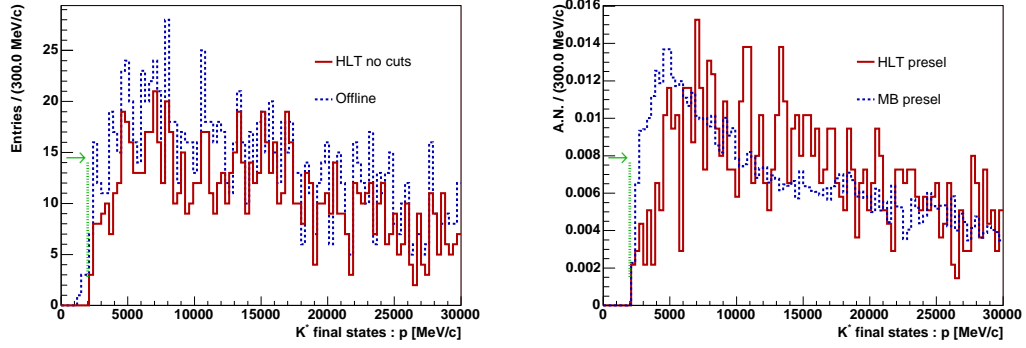 Entries / (300.0 MeV/c)
25
20
15
10
5
0
HLT no cuts
Offline
0 5000 10000 15000 20000 25000 30000
K* final states : p [MeV/c]
A.N. / (300.0 MeV/c)
0.016
0.014
0.012
0.01
0.008
0.006
0.004
0.002
0.000
HLT presel
MB presel
0 5000 10000 15000 20000 25000 30000
K* final states : p [MeV/c]